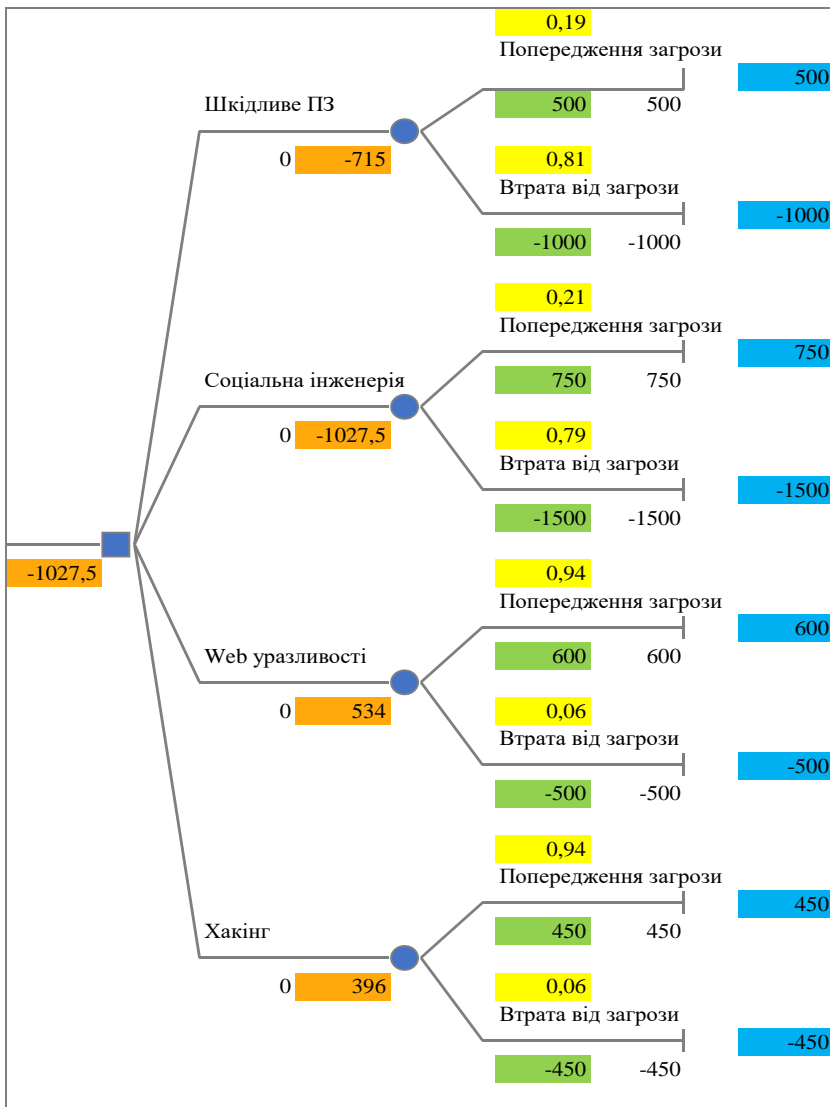 0,19
Попередження загрози
500
Шкідливе ПЗ
500 500
0 -715
0,81
Втрата від загрози
-1000
-1000 -1000
0,21
Попередження загрози
750
Соціальна інженерія
750 750
0 -1027,5
0,79
Втрата від загрози
-1500
-1500 -1500
-1027,5
0,94
Попередження загрози
600
Web уразливості
600 600
0 534
0,06
Втрата від загрози
-500
-500 -500
0,94
Попередження загрози
450
Хакінг
450 450
0 396
0,06
Втрата від загрози
-450
-450 -450